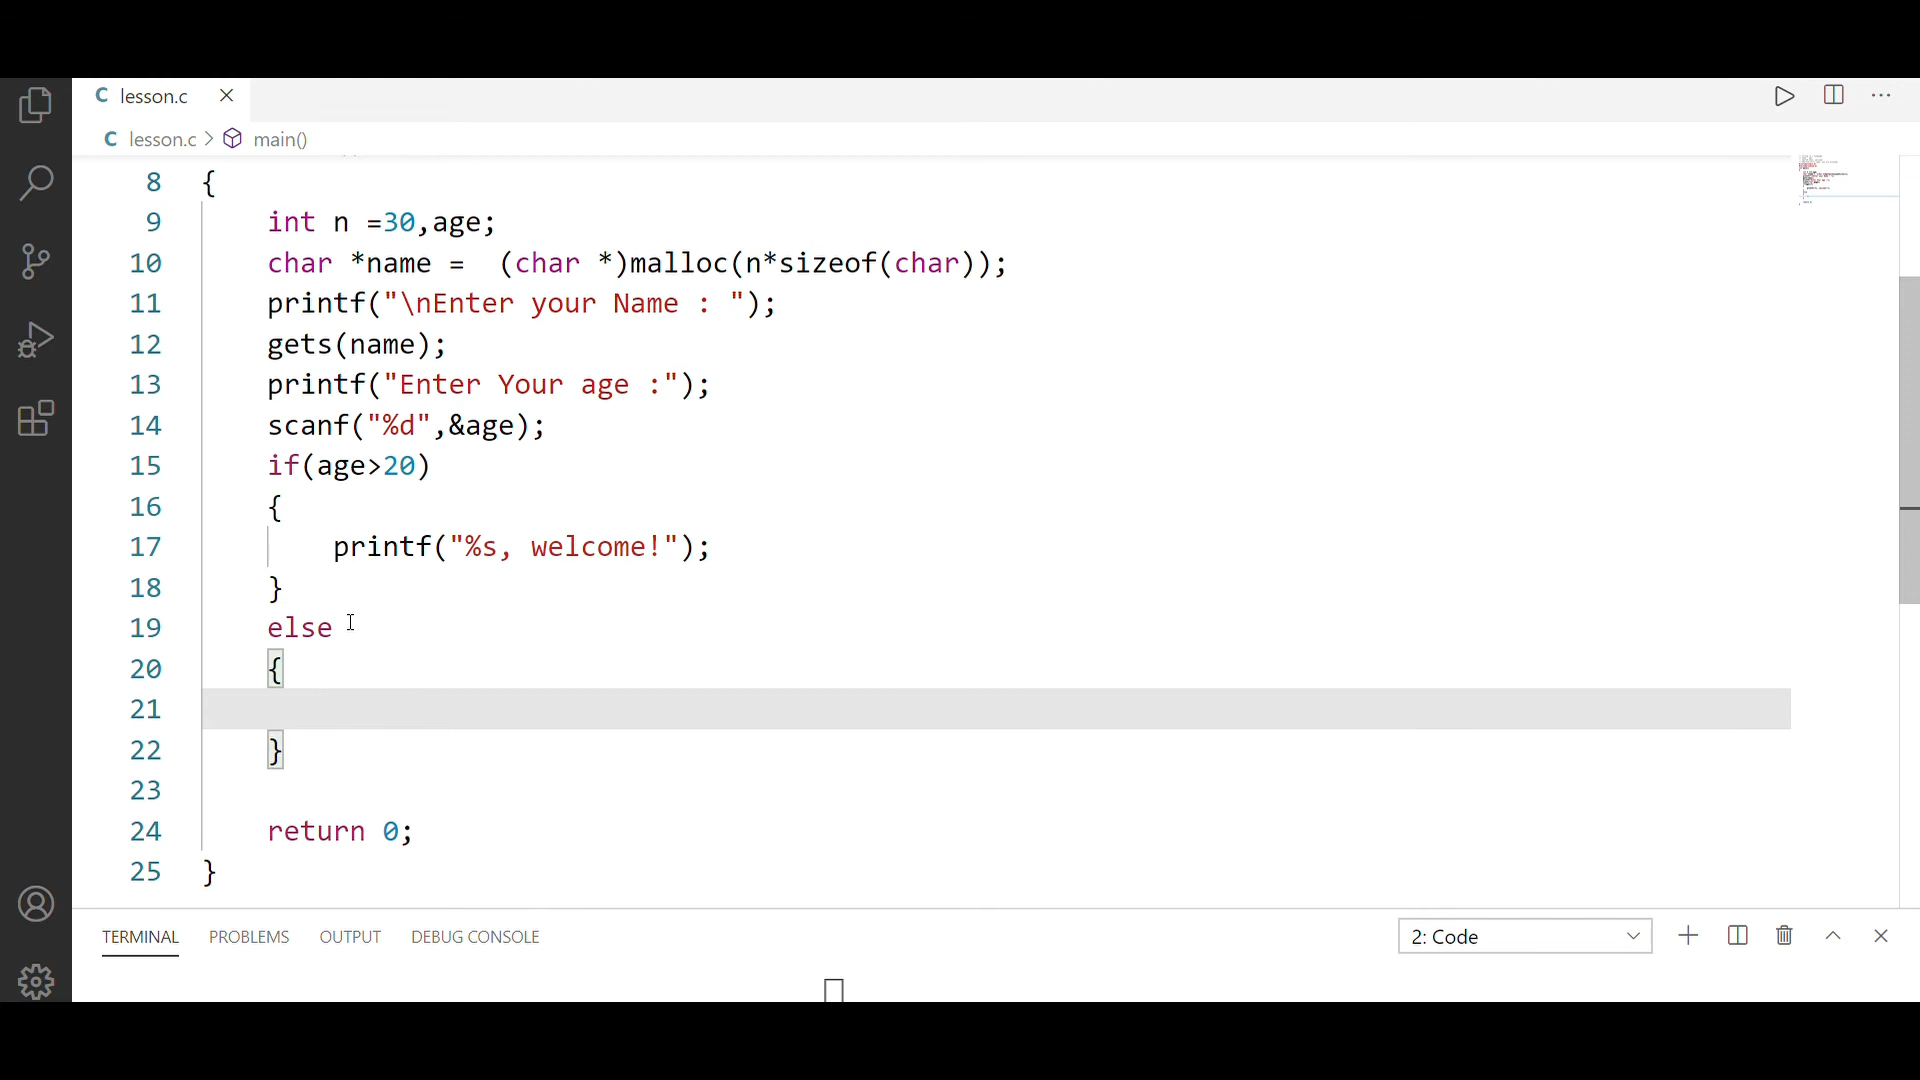 C lesson.c
C lesson.c > main()
8 {
9 int n =30,age;
10 char *name =  (char *)malloc(n*sizeof(char));
11 printf("\nEnter your Name : ");
12 gets(name);
13 printf("Enter Your age :");
14 scanf("%d",&age);
15 if(age>20)
16 {
17 printf("%s, welcome!");
18 }
19 else
20 {
21
22 }
23
24 return 0;
25 }
TERMINAL PROBLEMS OUTPUT DEBUG CONSOLE 2: Code